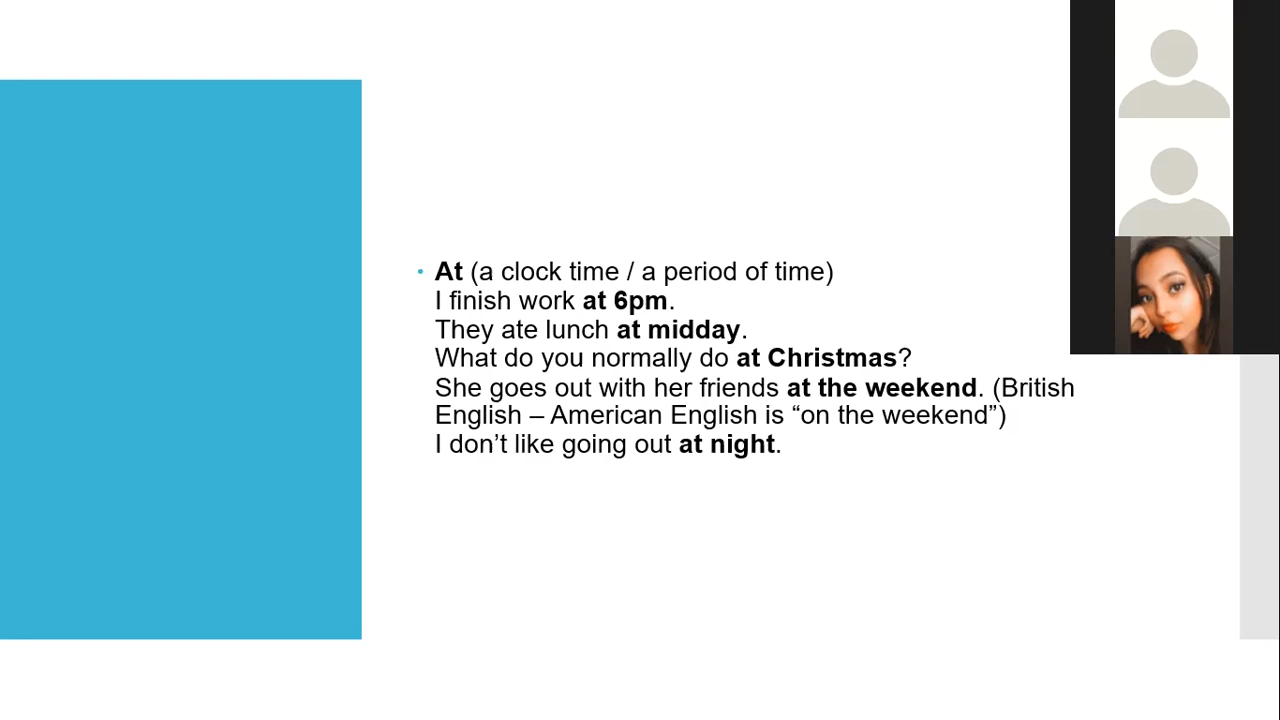 • At (a clock time / a period of time)
I finish work at 6pm.
They ate lunch at midday.
What do you normally do at Christmas?
She goes out with her friends at the weekend. (British
English – American English is “on the weekend”)
I don’t like going out at night.